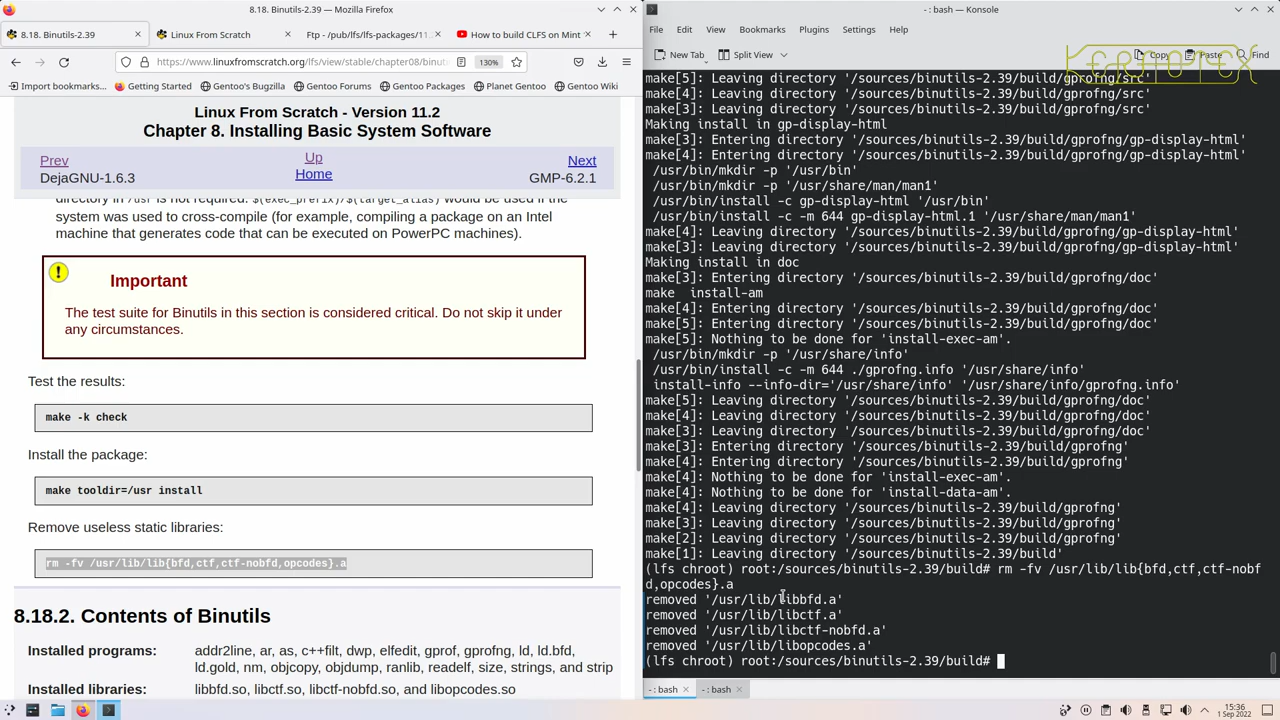 8.18. Binutils-2.39 — Mozilla Firefox
8.18. Binutils-2.39
Linux From Scratch
Ftp - /pub/lfs/lfs-packages/11.
How to build CLFS on Mint
https://www.linuxfromscratch.org/lfs/view/stable/chapter08/binut
130%
Import bookmarks...
Getting Started
Gentoo's Bugzilla
Gentoo Forums
Gentoo Packages
Planet Gentoo
Gentoo Wiki
Linux From Scratch - Version 11.2
Chapter 8. Installing Basic System Software
Prev
DejaGNU-1.6.3
Up
Home
Next
GMP-6.2.1
directory in /usr is not required. $(exec_prefix)/$(target_alias) would be used if the
system was used to cross-compile (for example, compiling a package on an Intel
machine that generates code that can be executed on PowerPC machines).
Important
The test suite for Binutils in this section is considered critical. Do not skip it under
any circumstances.
Test the results:
make -k check
Install the package:
make tooldir=/usr install
Remove useless static libraries:
rm -fv /usr/lib/lib{bfd,ctf,ctf-nobfd,opcodes}.a
8.18.2. Contents of Binutils
Installed programs:
addr2line, ar, as, c++filt, dwp, elfedit, gprof, gprofng, ld, ld.bfd,
ld.gold, nm, objcopy, objdump, ranlib, readelf, size, strings, and strip
Installed libraries:
libbfd.so, libctf.so, libctf-nobfd.so, and libopcodes.so
- : bash — Konsole
File Edit View Bookmarks Plugins Settings Help
New Tab
Split View
Copy
Paste
Find
KERNOTEX
make[5]: Leaving directory '/sources/binutils-2.39/build/gprofng/src'
make[4]: Leaving directory '/sources/binutils-2.39/build/gprofng/src'
make[3]: Leaving directory '/sources/binutils-2.39/build/gprofng/src'
Making install in gp-display-html
make[3]: Entering directory '/sources/binutils-2.39/build/gprofng/gp-display-html'
make[4]: Entering directory '/sources/binutils-2.39/build/gprofng/gp-display-html'
/usr/bin/mkdir -p '/usr/bin'
/usr/bin/mkdir -p '/usr/share/man/man1'
/usr/bin/install -c gp-display-html '/usr/bin'
/usr/bin/install -c -m 644 gp-display-html.1 '/usr/share/man/man1'
make[4]: Leaving directory '/sources/binutils-2.39/build/gprofng/gp-display-html'
make[3]: Leaving directory '/sources/binutils-2.39/build/gprofng/gp-display-html'
Making install in doc
make[3]: Entering directory '/sources/binutils-2.39/build/gprofng/doc'
make  install-am
make[4]: Entering directory '/sources/binutils-2.39/build/gprofng/doc'
make[5]: Entering directory '/sources/binutils-2.39/build/gprofng/doc'
make[5]: Nothing to be done for 'install-exec-am'.
/usr/bin/mkdir -p '/usr/share/info'
/usr/bin/install -c -m 644 ./gprofng.info '/usr/share/info'
install-info --info-dir='/usr/share/info' '/usr/share/info/gprofng.info'
make[5]: Leaving directory '/sources/binutils-2.39/build/gprofng/doc'
make[4]: Leaving directory '/sources/binutils-2.39/build/gprofng/doc'
make[3]: Leaving directory '/sources/binutils-2.39/build/gprofng/doc'
make[3]: Entering directory '/sources/binutils-2.39/build/gprofng'
make[4]: Entering directory '/sources/binutils-2.39/build/gprofng'
make[4]: Nothing to be done for 'install-exec-am'.
make[4]: Nothing to be done for 'install-data-am'.
make[4]: Leaving directory '/sources/binutils-2.39/build/gprofng'
make[3]: Leaving directory '/sources/binutils-2.39/build/gprofng'
make[2]: Leaving directory '/sources/binutils-2.39/build/gprofng'
make[1]: Leaving directory '/sources/binutils-2.39/build'
(lfs chroot) root:/sources/binutils-2.39/build# rm -fv /usr/lib/lib{bfd,ctf,ctf-nobf
d,opcodes}.a
removed '/usr/lib/libbfd.a'
removed '/usr/lib/libctf.a'
removed '/usr/lib/libctf-nobfd.a'
removed '/usr/lib/libopcodes.a'
(lfs chroot) root:/sources/binutils-2.39/build#
- : bash
- : bash
15:36
1 Sep 2022